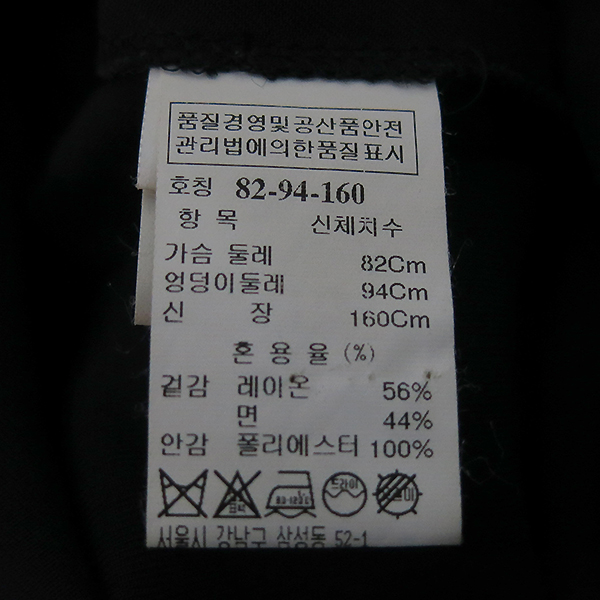 품질경영및공산품안전
관리법에의한품질표시
호칭 82-94-160
항 목 신체치수
가슴 둘레 82Cm
엉덩이둘레 94Cm
신 장 160Cm
혼 용 율 (%)
겉감 레이온 56%
면 44%
안감 폴리에스터 100%
표백 드라이
서울시 강남구 삼성동 52-1